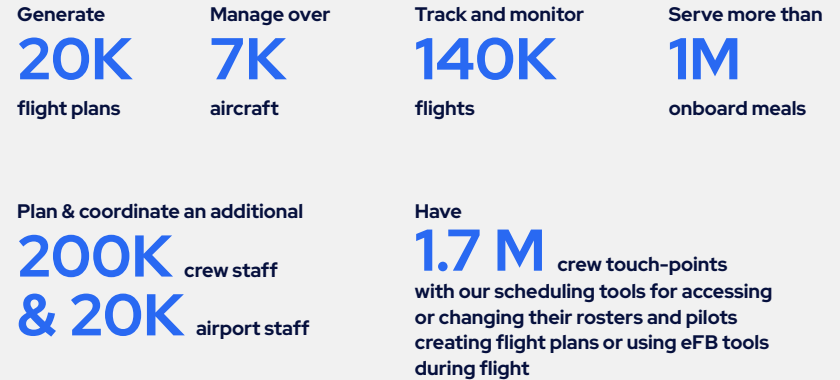 Generate
20K
flight plans
Manage over
7K
aircraft
Track and monitor
140K
flights
Serve more than
1M
onboard meals
Plan & coordinate an additional
200K crew staff
& 20K airport staff
Have
1.7 M crew touch-points
with our scheduling tools for accessing
or changing their rosters and pilots
creating flight plans or using eFB tools
during flight